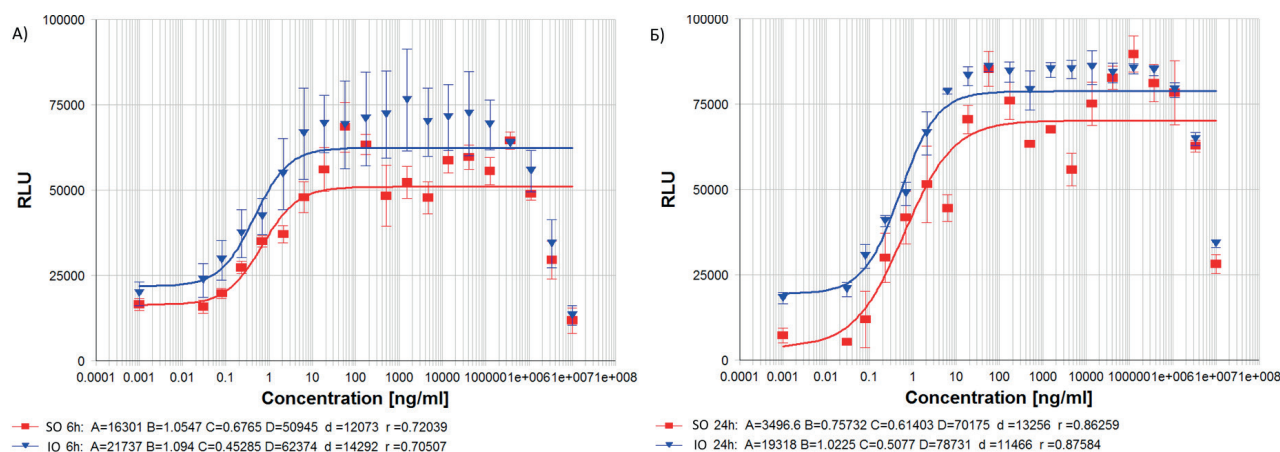 А)
100000
75000
50000
25000
0
RLU
0.0001 0.001 0.01 0.1 1 10 100 1000 10000 100000 1e+006 1e+007 1e+008
Concentration [ng/ml]
SO 6h: A=16301 B=1.0547 C=0.6765 D=50945 d =12073 r =0.72039
IO 6h: A=21737 B=1.094 C=0.45285 D=62374 d =14292 r =0.70507
Б)
100000
75000
50000
25000
0
RLU
0.0001 0.001 0.01 0.1 1 10 100 1000 10000 100000 1e+006 1e+007 1e+008
Concentration [ng/ml]
SO 24h: A=3496.6 B=0.75732 C=0.61403 D=70175 d =13256 r =0.86259
IO 24h: A=19318 B=1.0225 C=0.5077 D=78731 d =11466 r =0.87584